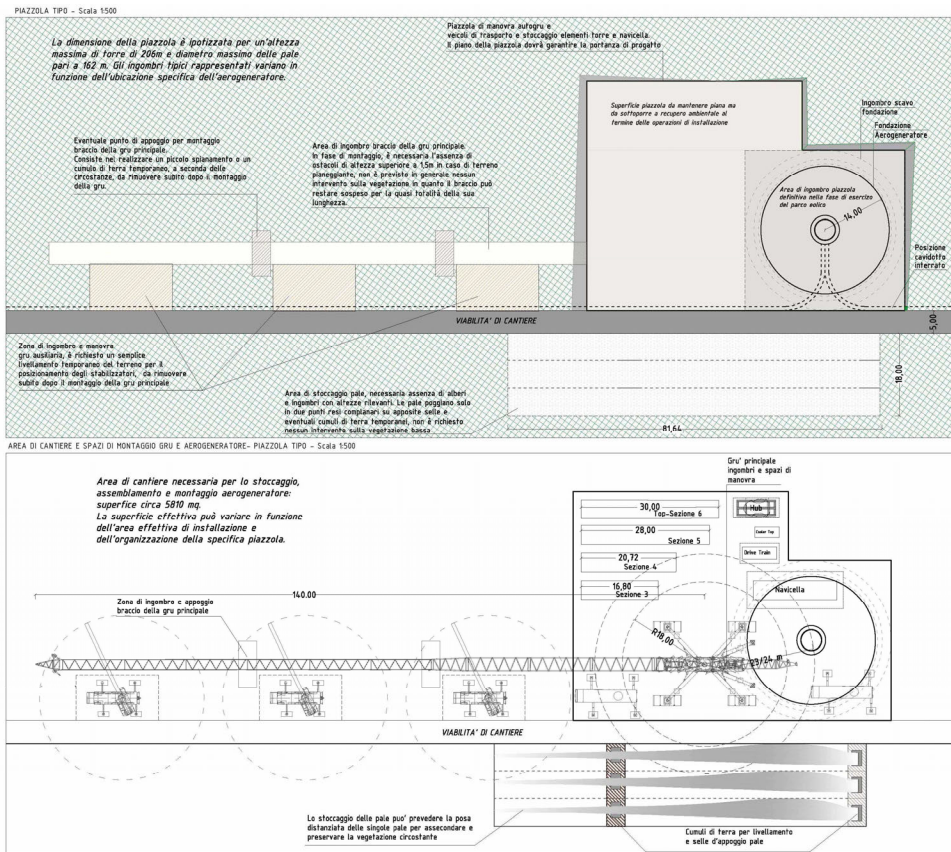 PIAZZOLA TIPO - Scala 1:500
La dimensione della piazzola è ipotizzata per un'altezza
massima di torre di 206m e diametro massimo delle pale
pari a 162 m. Gli ingombri tipici rappresentati variano in
funzione dell'ubicazione specifica dell'aerogeneratore.
Piazzola di manovra autogru e
veicoli di trasporto e stoccaggio elementi torre e navicella.
Il piano della piazzola dovrà garantire la portanza di progatto
Superficie piazzola da mantenere piana ma
da sottoporre a recupero ambientale al
termine delle operazioni di installazione
Ingombro scavo
fondazione
Fondazione
Aerogeneratore
Eventuale punto di appoggio per montaggio
braccio della gru principale.
Consiste nel realizzare un piccolo spianamento o un
cumulo di terra temporaneo, a seconda delle
circostanze, da rimuovere subito dopo il montaggio
della gru.
Area di ingombro braccio della gru principale.
In fase di montaggio, è necessaria l'assenza di
ostacoli di altezza superiore a 1,5m in caso di terreno
pianeggiante, non è previsto in generale nessun
intervento sulla vegetazione in quanto il braccio può
restare sospeso per la quasi totalità della sua
lunghezza.
Area di ingombro piazzola
definitiva nella fase di esercizo
del parco eolico
14,00
Posizione
cavidotto
interrato
VIABILITA' DI CANTIERE
5,00
Zona di ingombro e manovra
gru ausiliaria, è richiesto un semplice
livellamento temporaneo del terreno per il
posizionamento degli stabilizzatori, da rimuovere
subito dopo il montaggio della gru principale
18,00
Area di stoccaggio pale, necessaria assenza di alberi
e ingombri con altezze rilevanti. Le pale poggiano solo
in due punti resi complanari su apposite selle e
eventuali cumuli di terra temporanei, non è richiesto
nessun intervento sulla vegetazione bassa
81,64
AREA DI CANTIERE E SPAZI DI MONTAGGIO GRU E AEROGENERATORE- PIAZZOLA TIPO - Scala 1:500
Area di cantiere necessaria per lo stoccaggio,
assemblamento e montaggio aerogeneratore:
superfice circa 5810 mq.
La superficie effettiva può variare in funzione
dell'area effettiva di installazione e
dell'organizzazione della specifica piazzola.
Gru' principale
ingombri e spazi di
manovra
30,00
Top-Sezione 6
Hub
28,00
Sezione 5
Cooler Top
20,72
Sezione 4
Drive Train
16,80
Sezione 3
Navicella
Zona di ingombro e appoggio
braccio della gru principale
140.00
R18,00
23/24 m
VIABILITA' DI CANTIERE
Lo stoccaggio delle pale puo' prevedere la posa
distanziata delle singole pale per assecondare e
preservare la vegetazione circostante
Cumuli di terra per livellamento
e selle d'appoggio pale